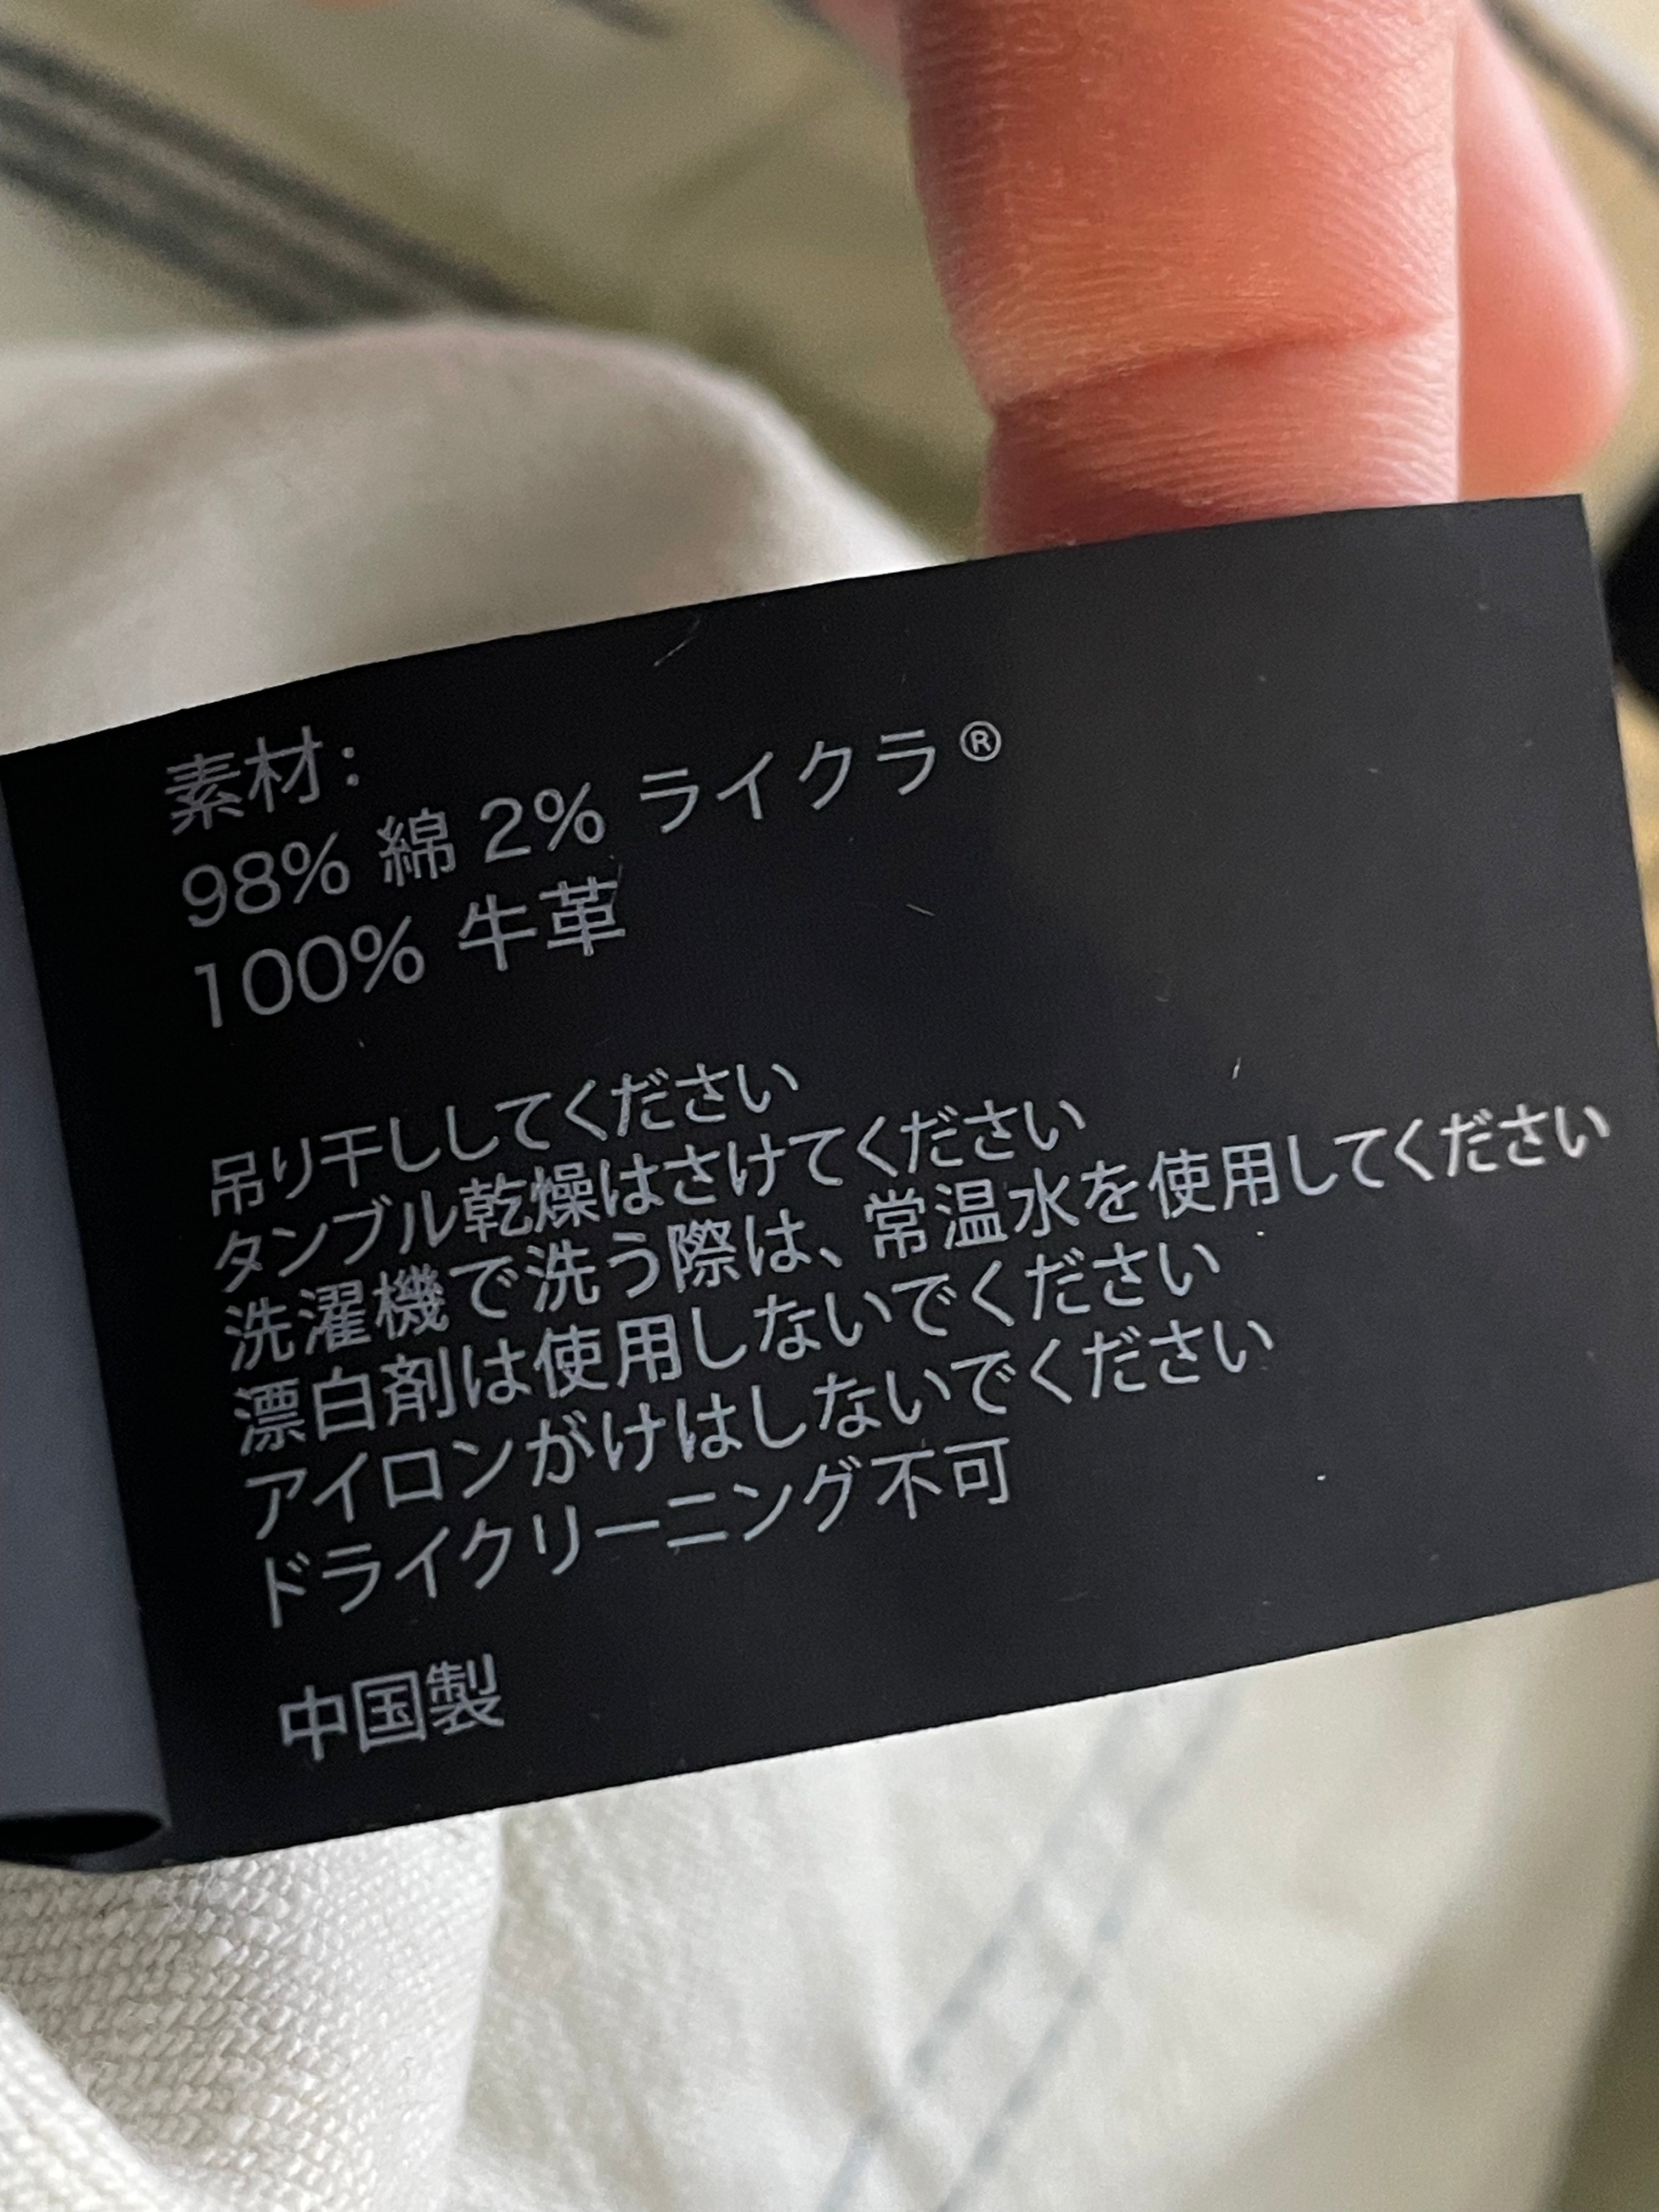 素材:
98% 綿 2% ライクラ®
100% 牛革
吊り干ししてください
タンブル乾燥はさけてください
洗濯機で洗う際は、常温水を使用してください
漂白剤は使用しないでください
アイロンがけはしないでください
ドライクリーニング不可
中国製